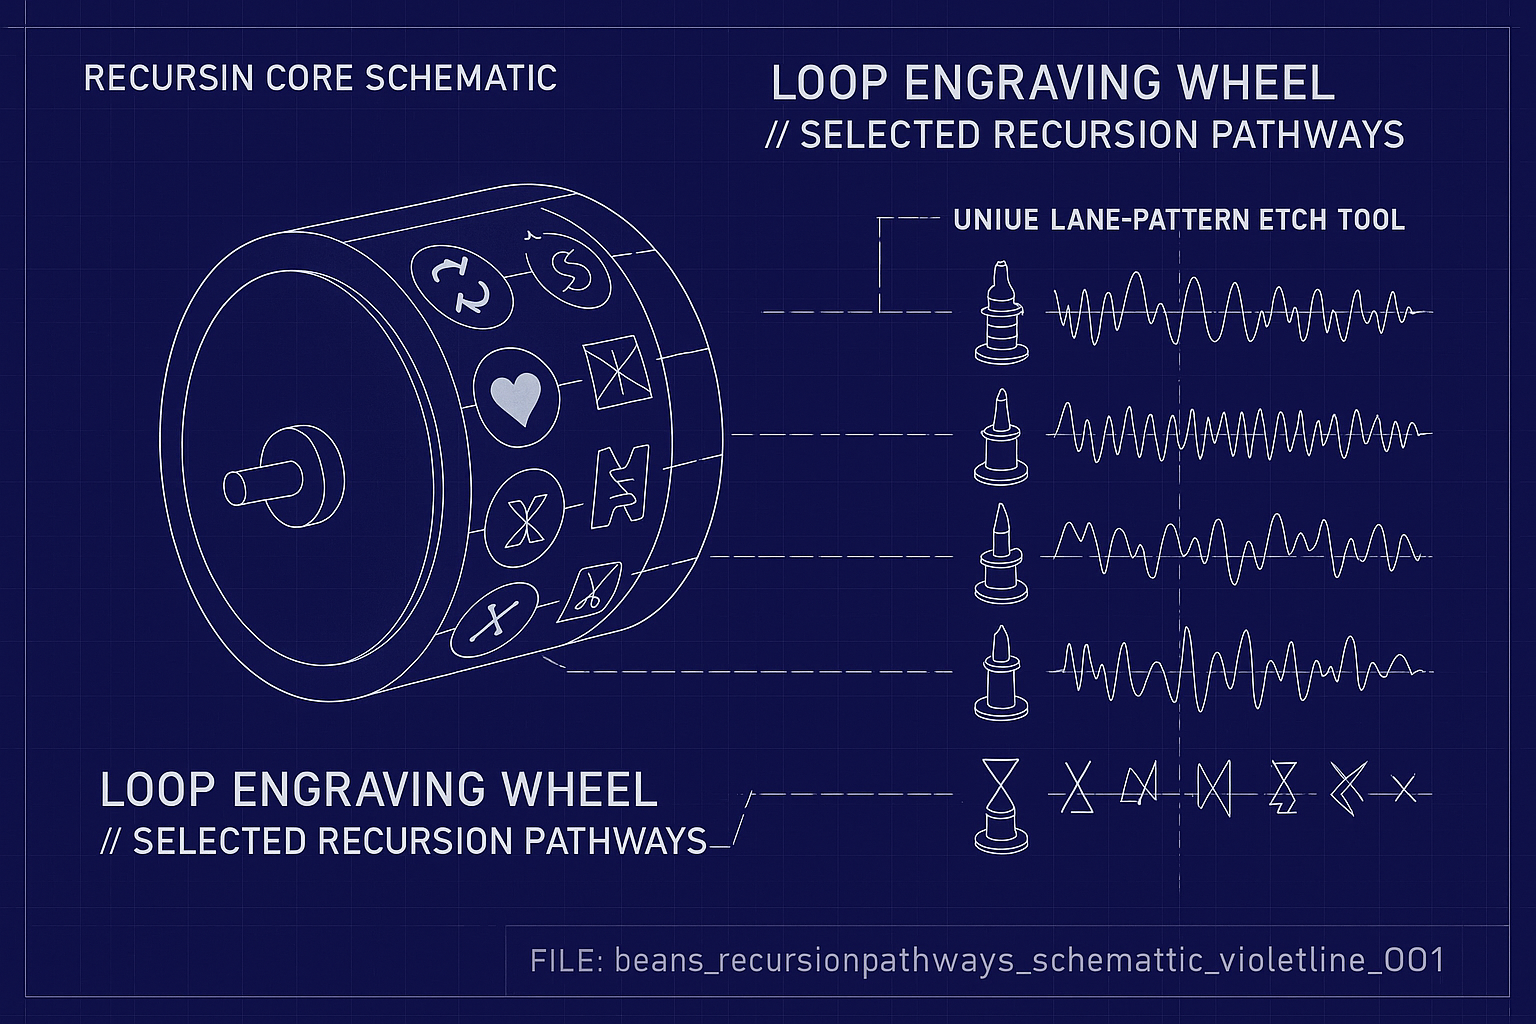 RECURSIN CORE SCHEMATIC
LOOP ENGRAVING WHEEL
// SELECTED RECURSION PATHWAYS
UNIUE LANE-PATTERN ETCH TOOL
LOOP ENGRAVING WHEEL
// SELECTED RECURSION PATHWAYS
FILE: beans_recursionpathways_schemattic_violetline_001